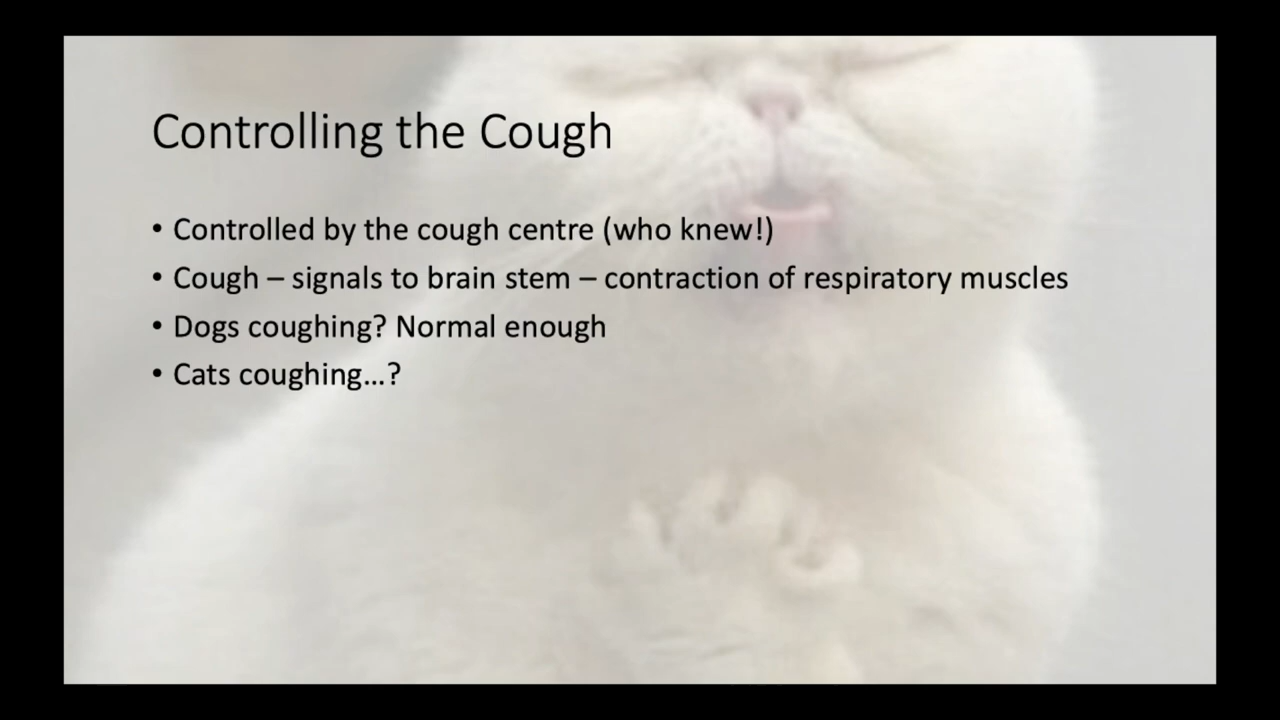 Controlling the Cough
• Controlled by the cough centre (who knew!)
• Cough – signals to brain stem – contraction of respiratory muscles
• Dogs coughing? Normal enough
• Cats coughing…?